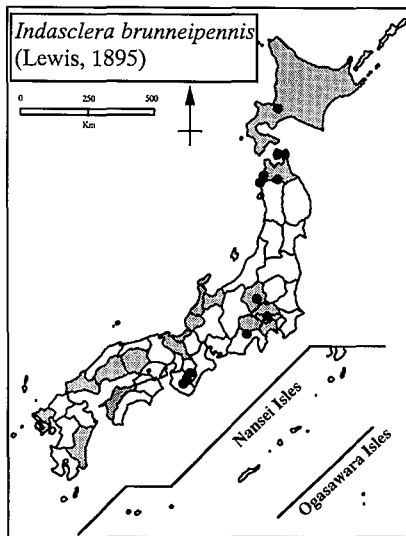 Indasclera brunneipennis
(Lewis, 1895)
0 250 500
Km
Nansei Isles
Ogasawara Isles